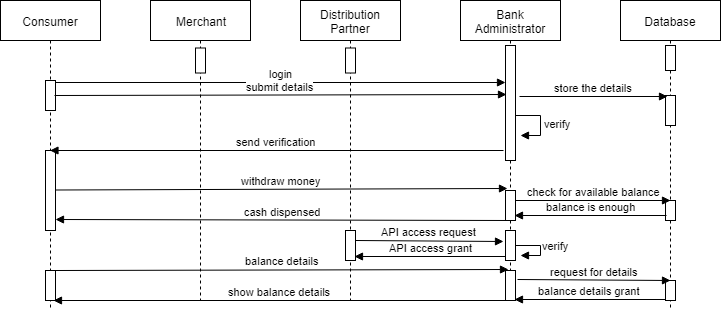 Consumer
Merchant
Distribution
Partner
Bank
Administrator
Database
login
submit details
store the details
verify
send verification
withdraw money
check for available balance
balance is enough
cash dispensed
API access request
API access grant
verify
balance details
request for details
show balance details
balance details grant